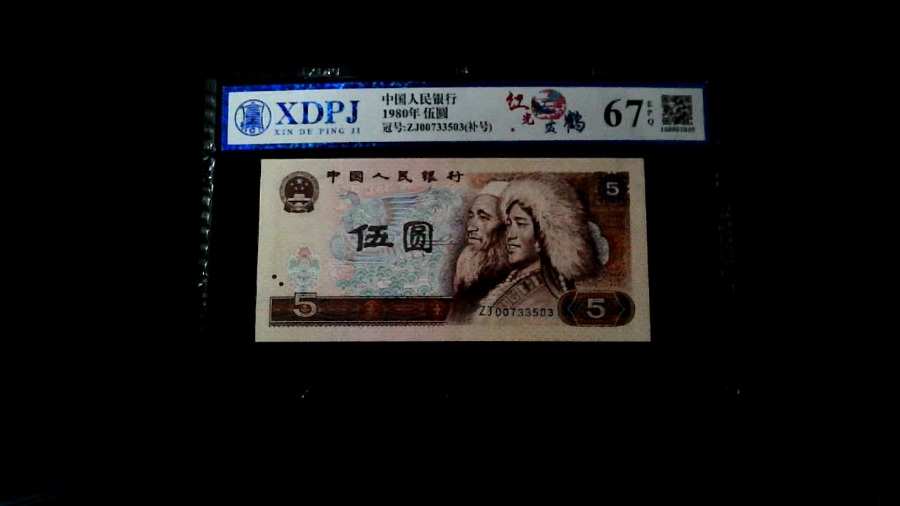 XDPJ
XIN DE PING JI
中国人民银行
1980年 伍圆
冠号:ZJ00733503(补号)
红
光
鹤
67
EPQ
中国人民银行
5
伍圆
5
ZJ00733503
5